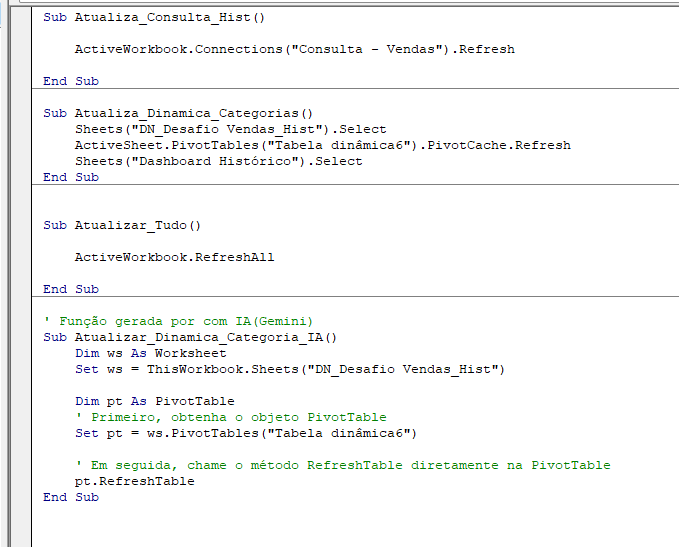 Sub Atualiza_Consulta_Hist()
ActiveWorkbook.Connections("Consulta - Vendas").Refresh
End Sub
Sub Atualiza_Dinamica_Categorias()
Sheets("DN_Desafio Vendas_Hist").Select
ActiveSheet.PivotTables("Tabela dinâmica6").PivotCache.Refresh
Sheets("Dashboard Histórico").Select
End Sub
Sub Atualizar_Tudo()
ActiveWorkbook.RefreshAll
End Sub
' Função gerada por com IA(Gemini)
Sub Atualizar_Dinamica_Categoria_IA()
Dim ws As Worksheet
Set ws = ThisWorkbook.Sheets("DN_Desafio Vendas_Hist")
Dim pt As PivotTable
' Primeiro, obtenha o objeto PivotTable
Set pt = ws.PivotTables("Tabela dinâmica6")
' Em seguida, chame o método RefreshTable diretamente na PivotTable
pt.RefreshTable
End Sub